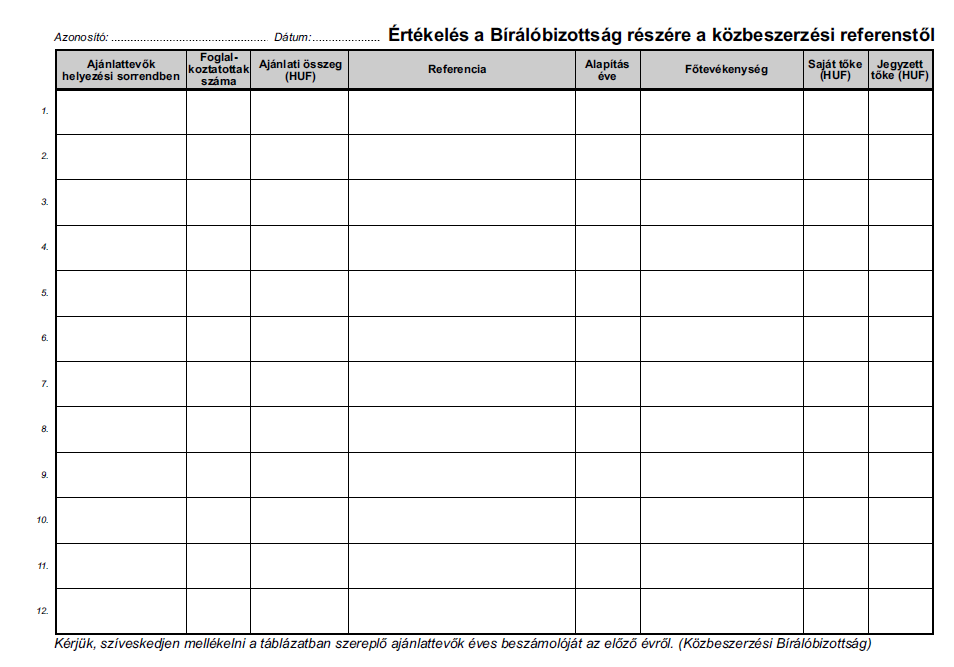 Azonosító: ................................................ Dátum: ..................... Értékelés a Bírálóbizottság részére a közbeszerzési referenstől
Ajánlattevők helyezési sorrendben
Foglal-koztatottak száma
Ajánlati összeg (HUF)
Referencia
Alapítás éve
Főtevékenység
Saját tőke (HUF)
Jegyzett tőke (HUF)
1.
2.
3.
4.
5.
6.
7.
8.
9.
10.
11.
12.
Kérjük, szíveskedjen mellékelni a táblázatban szereplő ajánlattevők éves beszámolóját az előző évről. (Közbeszerzési Bírálóbizottság)